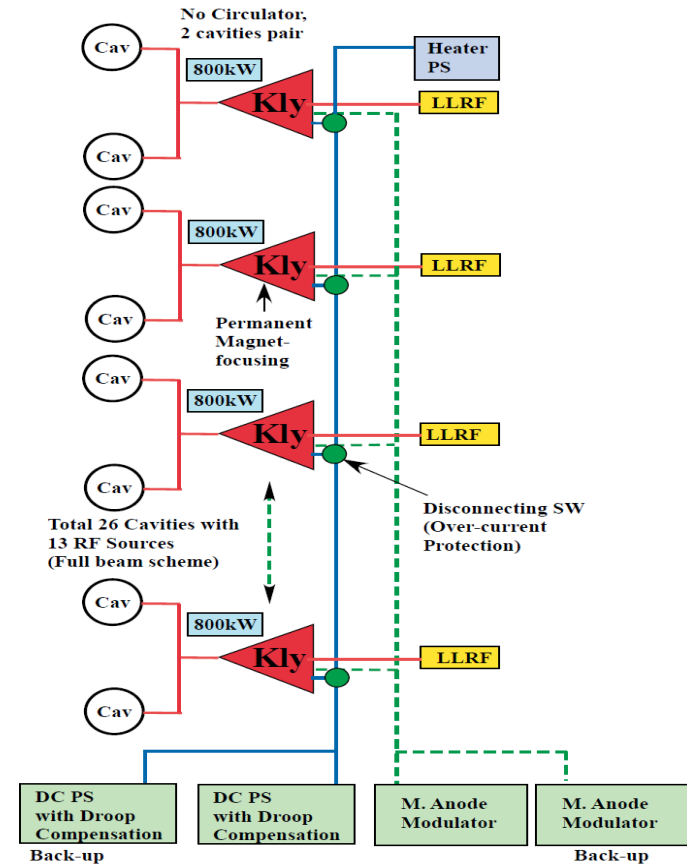 No Circulator,
2 cavities pair
Cav
800kW
Kly
Heater
PS
LLRF
Cav
Cav
800kW
Kly
LLRF
Cav
Permanent
Magnet-
focusing
Cav
800kW
Kly
LLRF
Cav
Disconnecting SW
(Over-current
Protection)
Total 26 Cavities with
13 RF Sources
(Full beam scheme)
Cav
800kW
Kly
LLRF
Cav
DC PS
with Droop
Compensation
Back-up
DC PS
with Droop
Compensation
M. Anode
Modulator
M. Anode
Modulator
Back-up